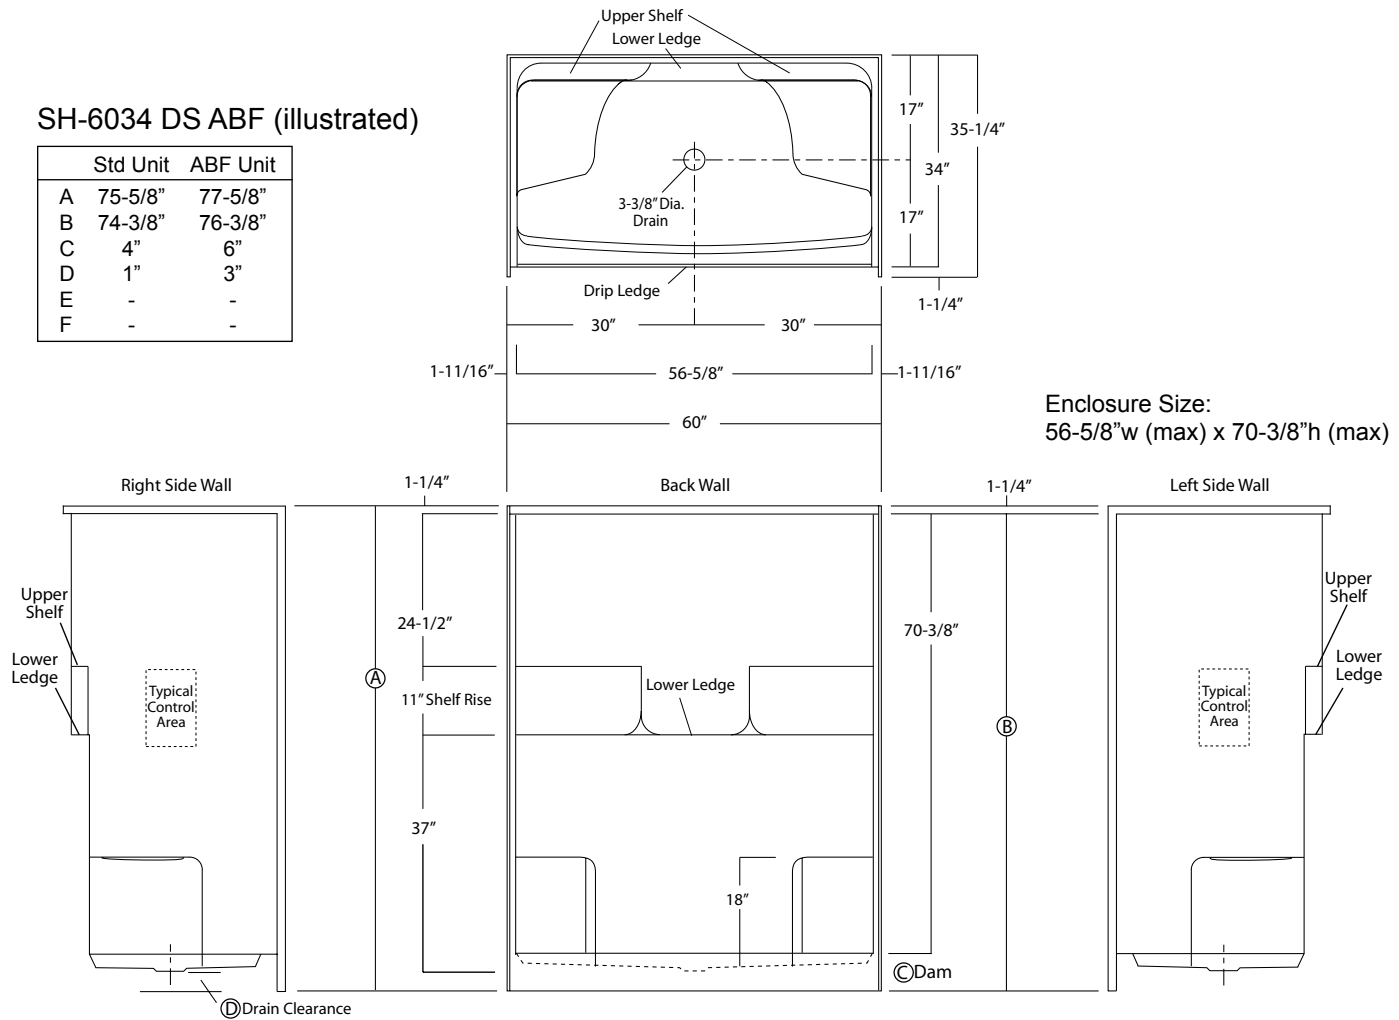 Upper Shelf
Lower Ledge
SH-6034 DS ABF (illustrated)
Std Unit ABF Unit
A 75-5/8” 77-5/8”
B 74-3/8” 76-3/8”
C 4” 6”
D 1” 3”
E - -
F - -
17”
35-1/4”
34”
3-3/8” Dia.
Drain
17”
Drip Ledge
1-1/4”
30” 30”
1-11/16” 56-5/8” 1-11/16”
60”
Enclosure Size:
56-5/8”w (max) x 70-3/8”h (max)
Right Side Wall
1-1/4”
Back Wall
1-1/4”
Left Side Wall
Upper
Shelf
Lower
Ledge
Typical
Control
Area
A
24-1/2”
11” Shelf Rise
37”
Lower Ledge
18”
70-3/8”
B
Typical
Control
Area
Upper
Shelf
Lower
Ledge
C Dam
D Drain Clearance